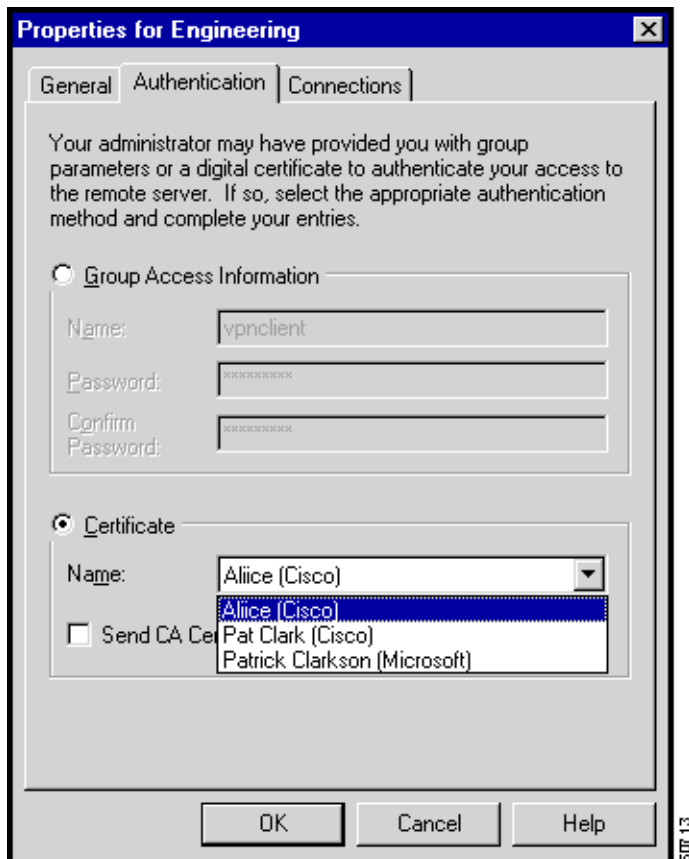 Properties for Engineering
General Authentication Connections
Your administrator may have provided you with group
parameters or a digital certificate to authenticate your access to
the remote server. If so, select the appropriate authentication
method and complete your entries.
Group Access Information
Name: vpnclient
Password: *********
Confirm
Password: *********
Certificate
Name: Aliice (Cisco)
Aliice (Cisco)
Pat Clark (Cisco)
Patrick Clarkson (Microsoft)
Send CA
OK Cancel Help